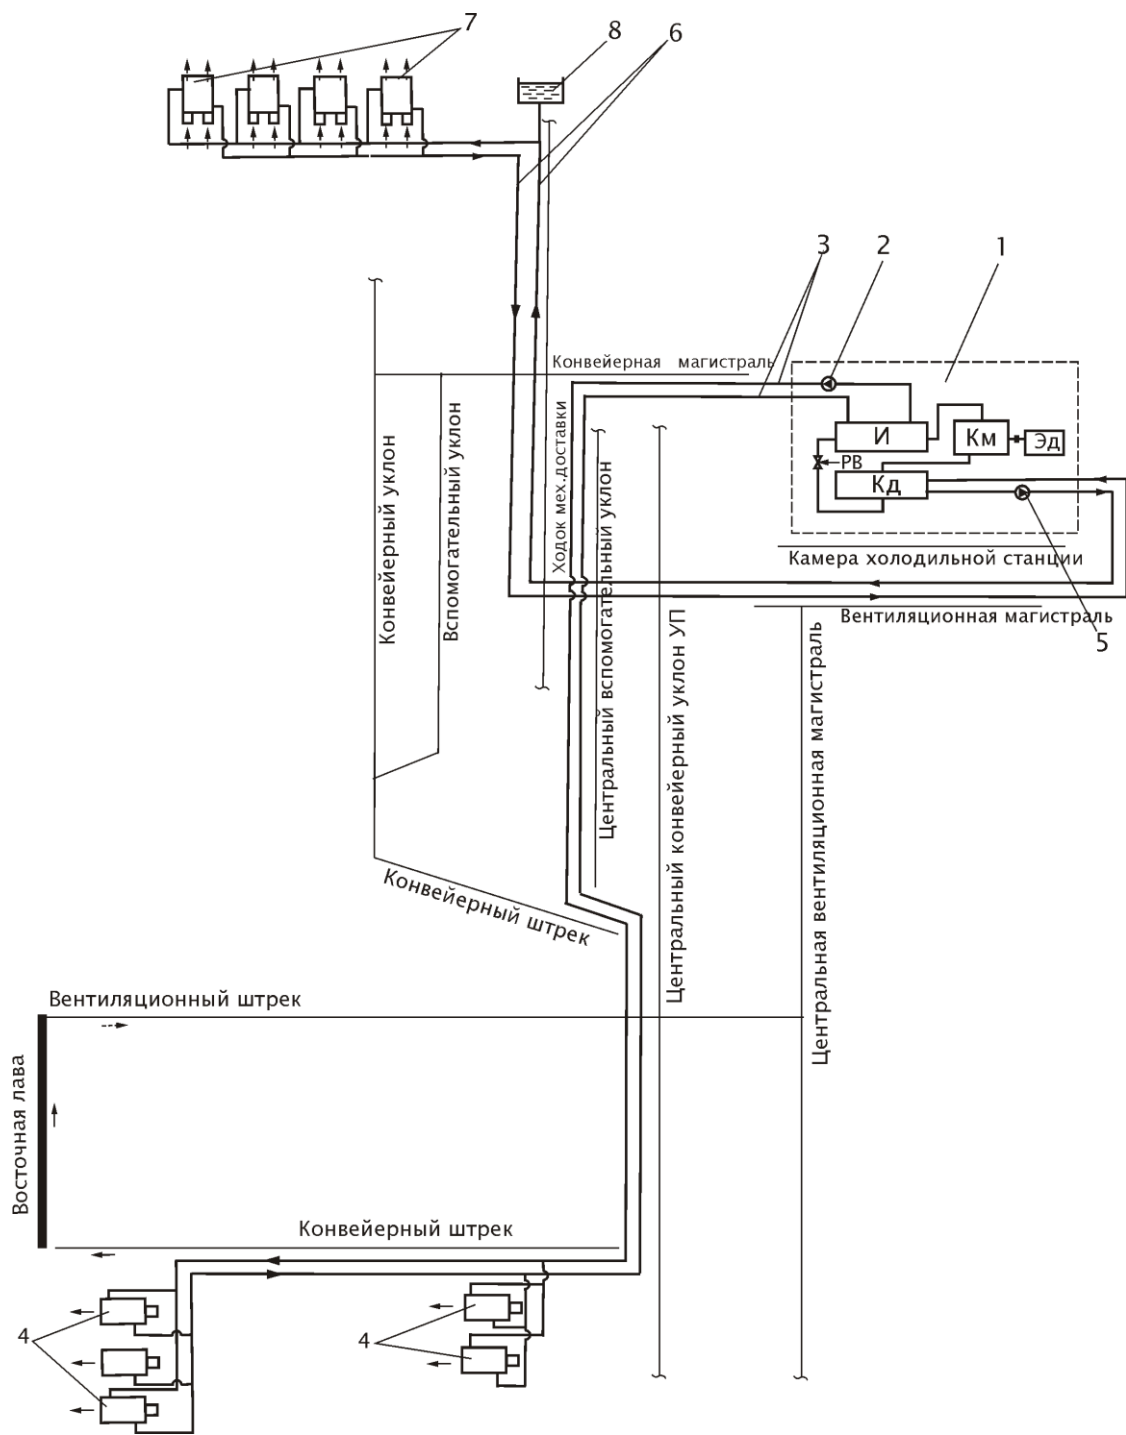 7
8
6
3
2
1
Конвейерная магистраль
И
Км
Эд
РВ
Кд
Камера холодильной станции
Вентиляционная магистраль
5
Конвейерный уклон
Вспомогательный уклон
Ходок мех.доставки
Центральный вспомогательный уклон
Центральный конвейерный уклон УП
Центральная вентиляционная магистраль
Конвейерный штрек
Вентиляционный штрек
Восточная лава
Конвейерный штрек
4
4